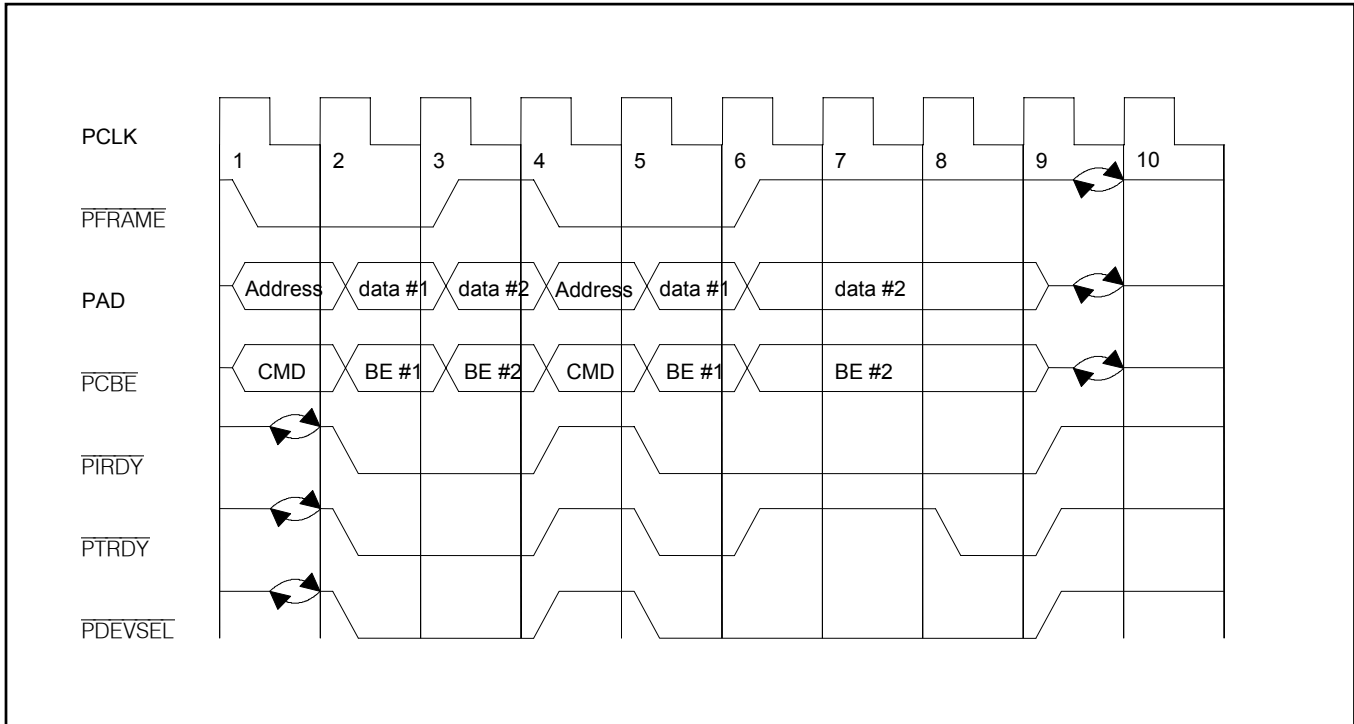 PCLK
1 2 3 4 5 6 7 8 9 10
PFRAME
PAD
Address data #1 data #2 Address data #1 data #2
PCBE
CMD BE #1 BE #2 CMD BE #1 BE #2
PIRDY
PTRDY
PDEVSEL